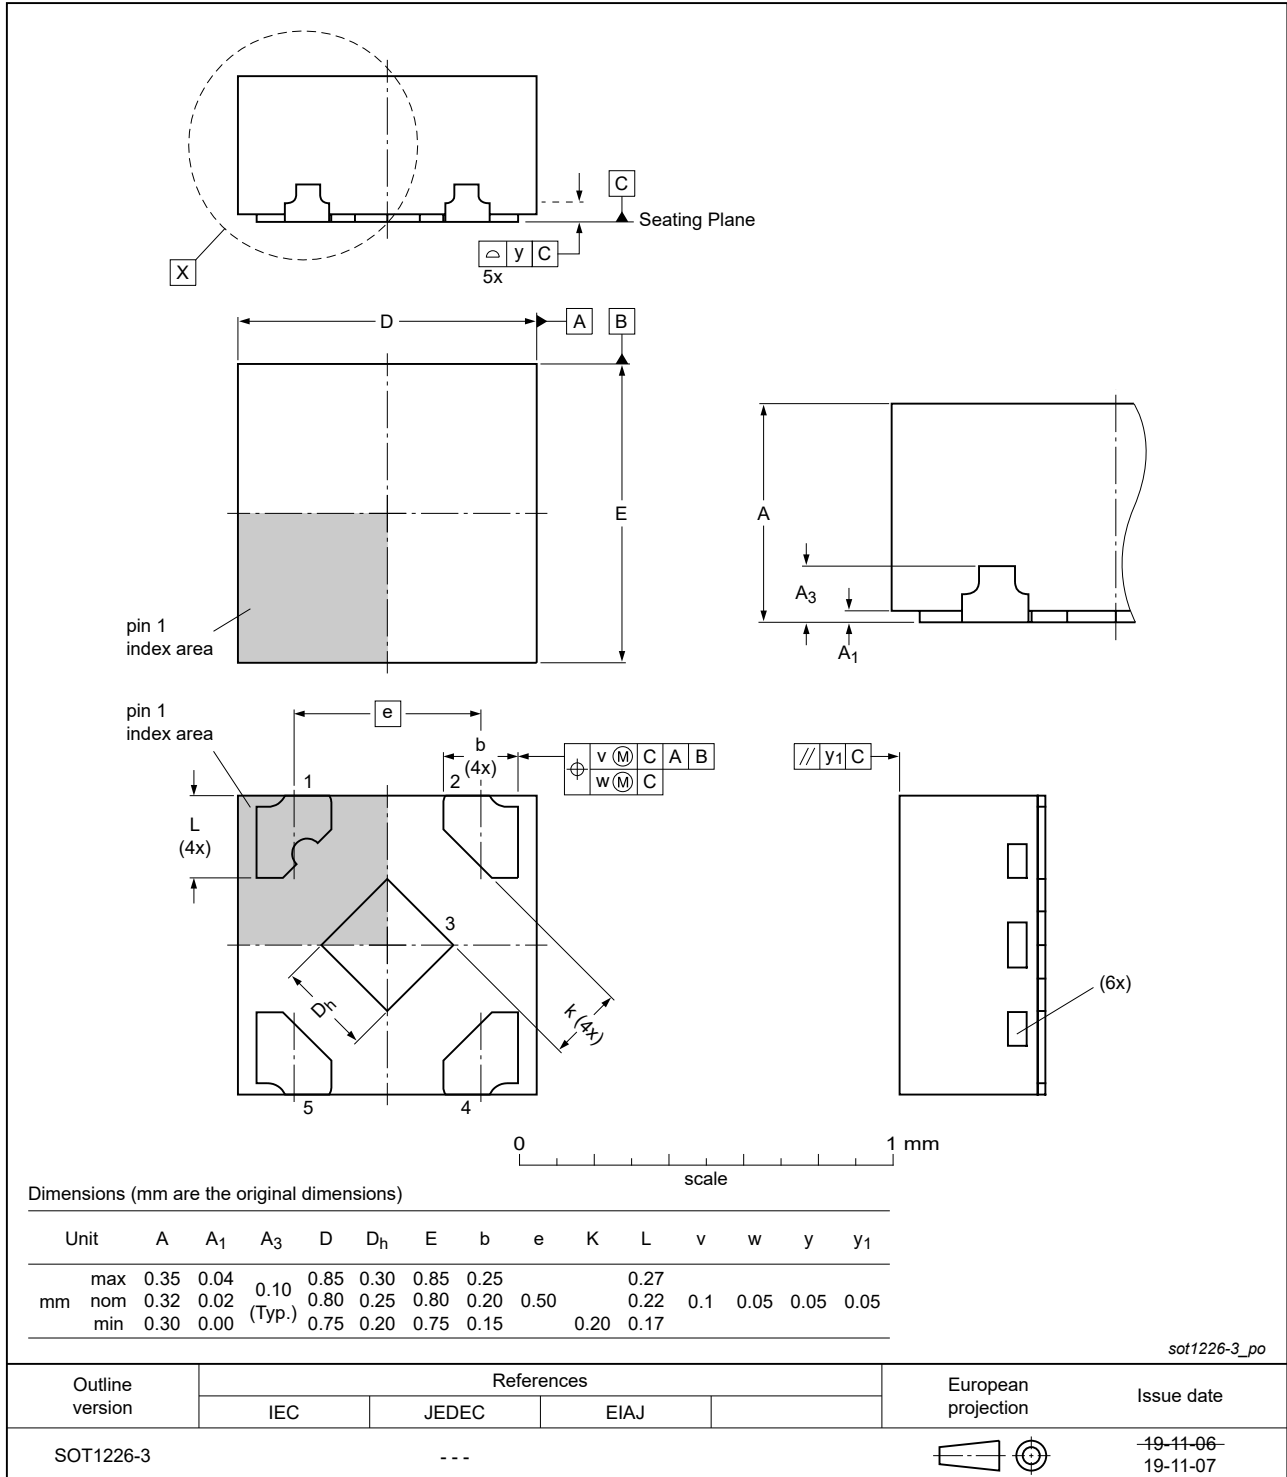 C
Seating Plane
⌓ y C
5x
X
D
A
B
E
pin 1
index area
A
A3
A1
pin 1
index area
e
b
(4x)
v Ⓜ C A B
w Ⓜ C
// y1 C
1
2
L
(4x)
3
Dh
k (4x)
(6x)
5
4
0
1 mm
scale
Dimensions (mm are the original dimensions)
Unit A A1 A3 D Dh E b e K L v w y y1
max 0.35 0.04 0.85 0.30 0.85 0.25 0.27
mm nom 0.32 0.02 0.10 (Typ.) 0.80 0.25 0.80 0.20 0.50 0.22 0.1 0.05 0.05 0.05
min 0.30 0.00 0.75 0.20 0.75 0.15 0.20 0.17
sot1226-3_po
Outline
version
References
IEC JEDEC EIAJ
European
projection
Issue date
SOT1226-3
- - -
19-11-06
19-11-07